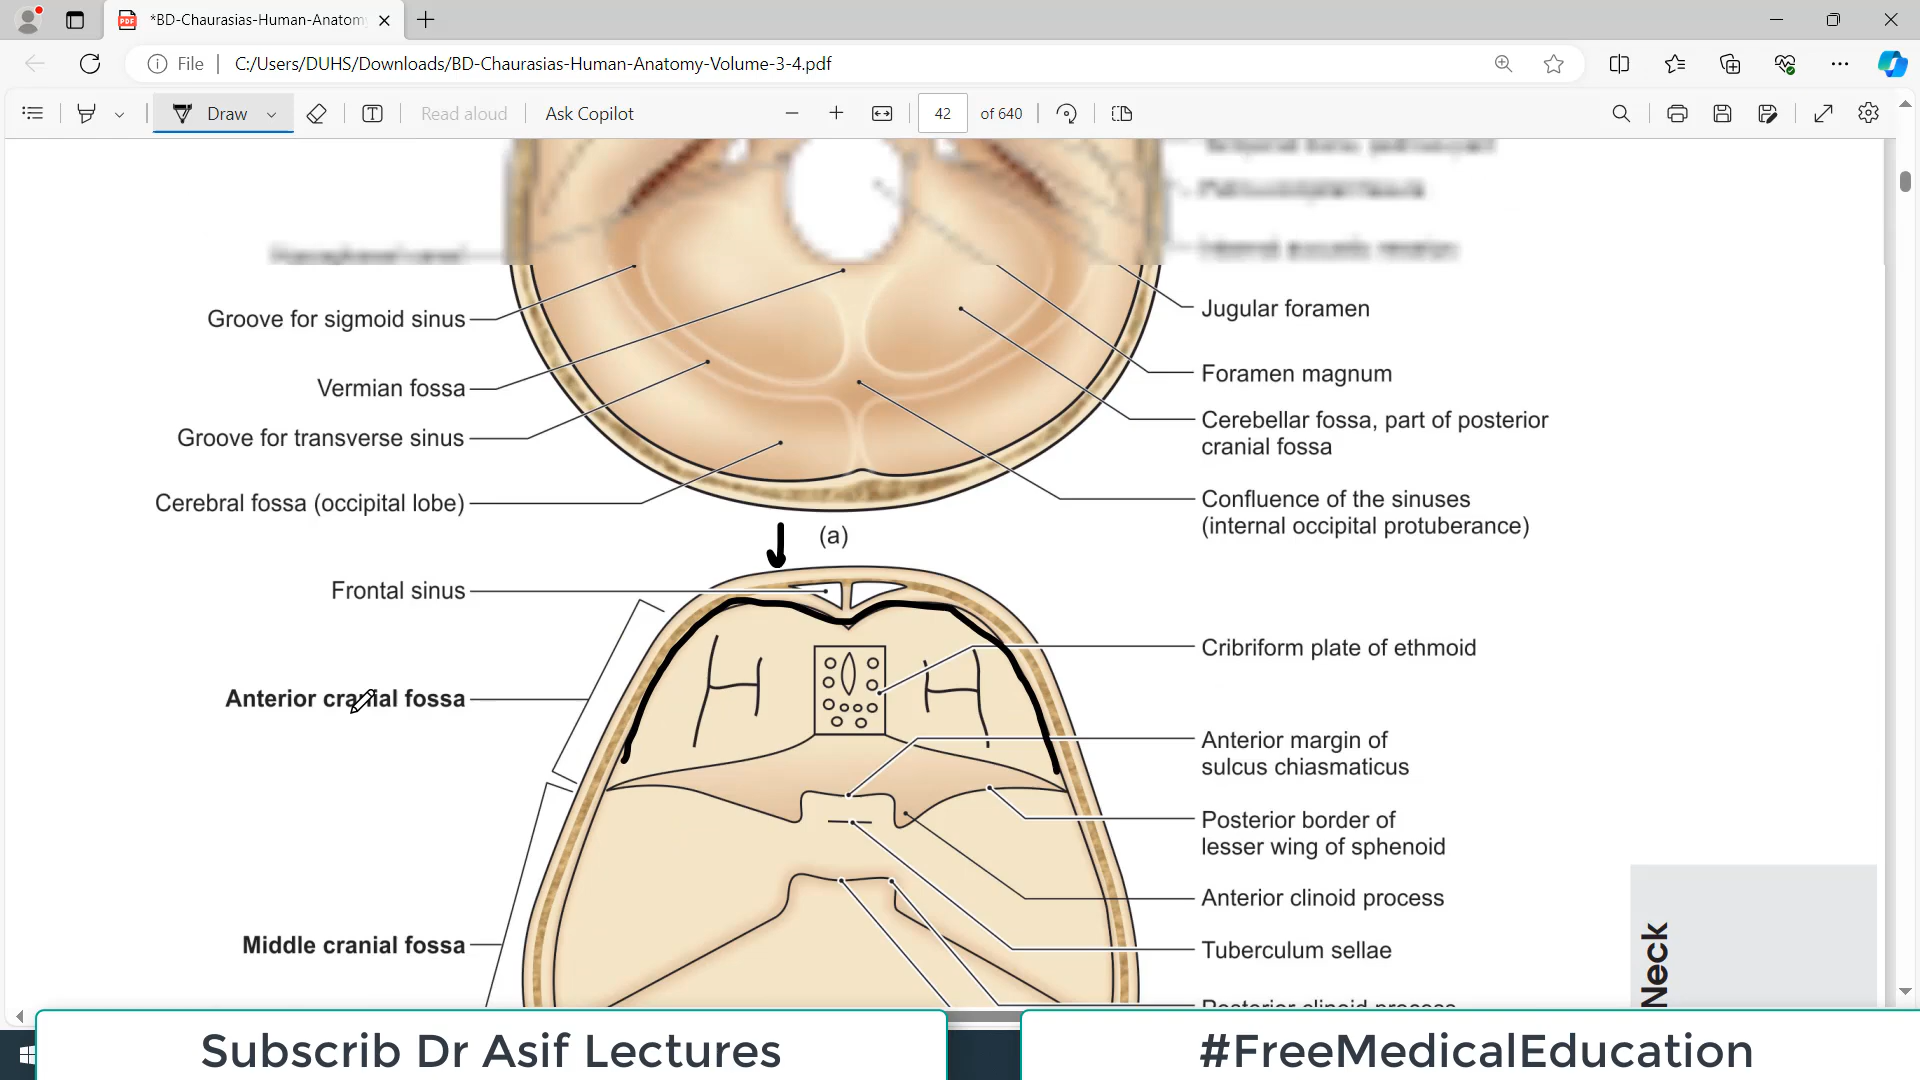 *BD-Chaurasias-Human-Anatom
File
C:/Users/DUHS/Downloads/BD-Chaurasias-Human-Anatomy-Volume-3-4.pdf
Draw
Read aloud
Ask Copilot
42
of 640
Groove for sigmoid sinus
Vermian fossa
Groove for transverse sinus
Cerebral fossa (occipital lobe)
Jugular foramen
Foramen magnum
Cerebellar fossa, part of posterior
cranial fossa
Confluence of the sinuses
(internal occipital protuberance)
(a)
Frontal sinus
Anterior cranial fossa
Middle cranial fossa
Cribriform plate of ethmoid
Anterior margin of
sulcus chiasmaticus
Posterior border of
lesser wing of sphenoid
Anterior clinoid process
Tuberculum sellae
Posterior clinoid process
Neck
Subscrib Dr Asif Lectures
#FreeMedicalEducation